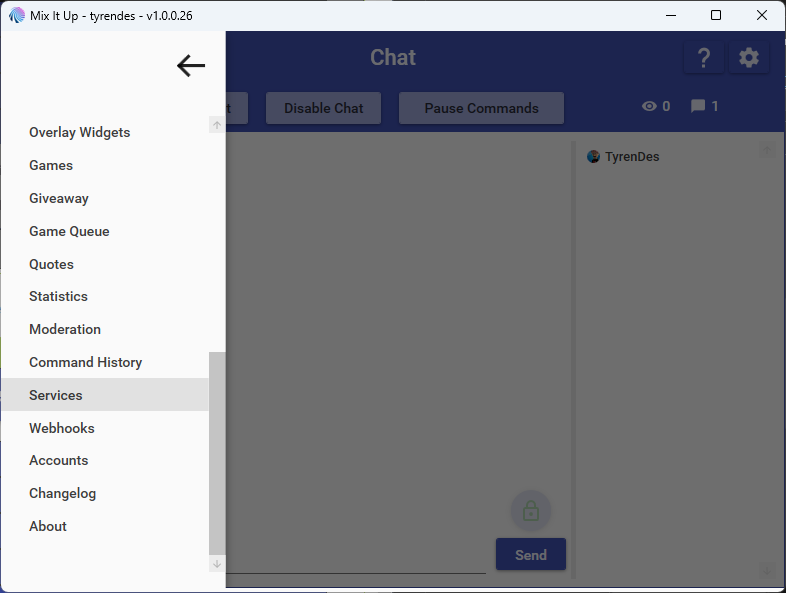 Mix It Up - tyrendes - v1.0.0.26
Chat
?
t
Disable Chat
Pause Commands
0
1
Overlay Widgets
Games
Giveaway
Game Queue
Quotes
Statistics
Moderation
Command History
Services
Webhooks
Accounts
Changelog
About
TyrenDes
Send